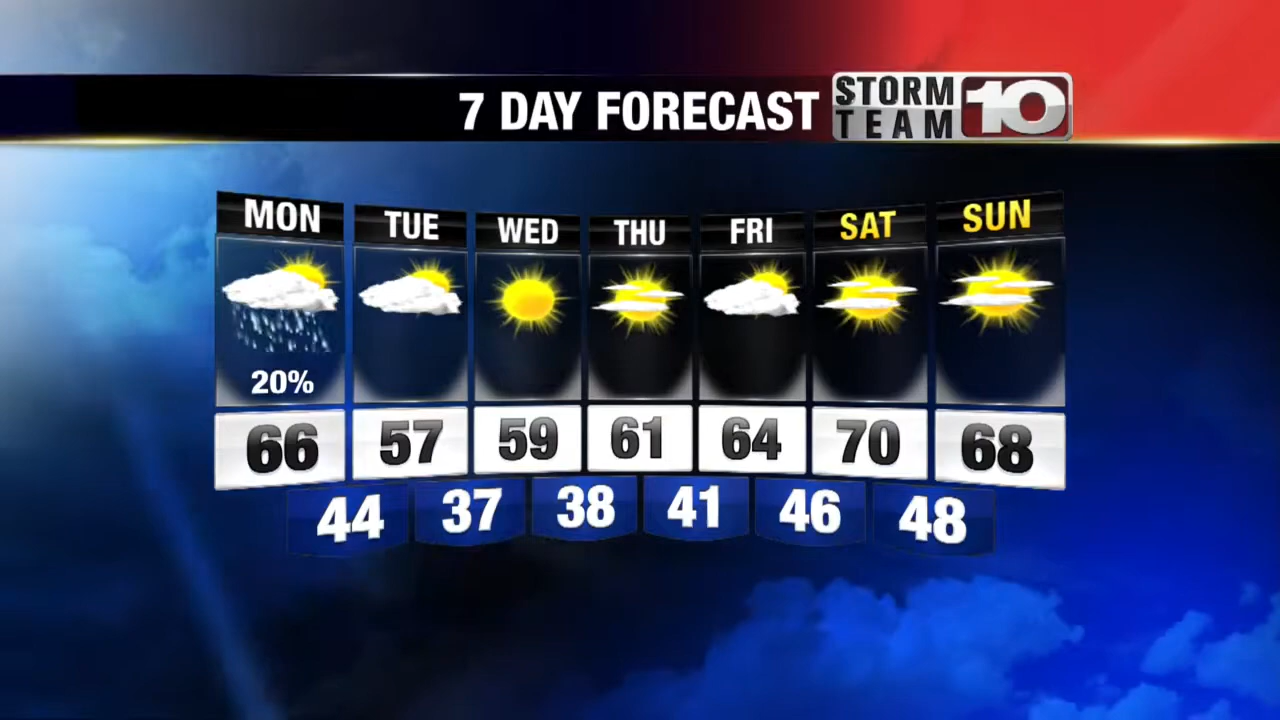 7 DAY FORECAST
STORM TEAM 10
MON TUE WED THU FRI SAT SUN
20%
66 57 59 61 64 70 68
44 37 38 41 46 48